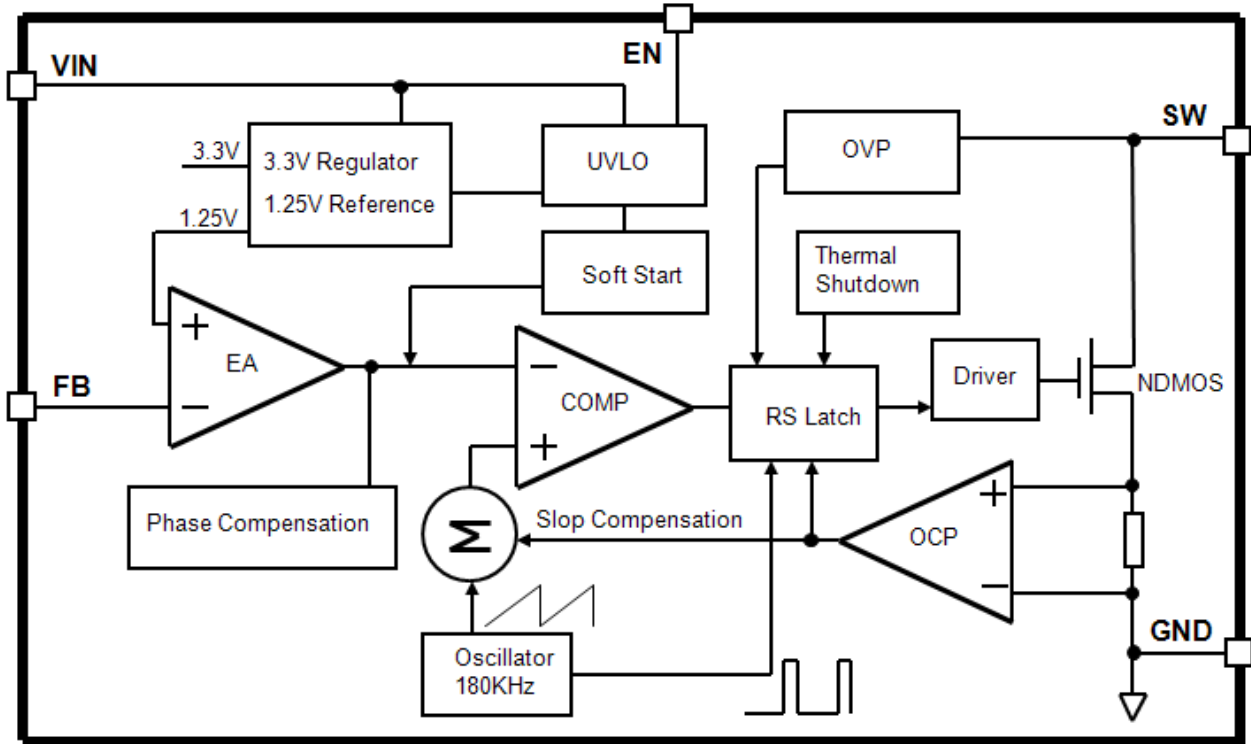 EN
VIN
SW
3.3V
3.3V Regulator
UVLO
OVP
1.25V Reference
1.25V
Soft Start
Thermal
Shutdown
+
EA
−
FB
−
COMP
+
RS Latch
Driver
NDMOS
Phase Compensation
Σ
Slop Compensation
+
OCP
−
GND
Oscillator
180KHz